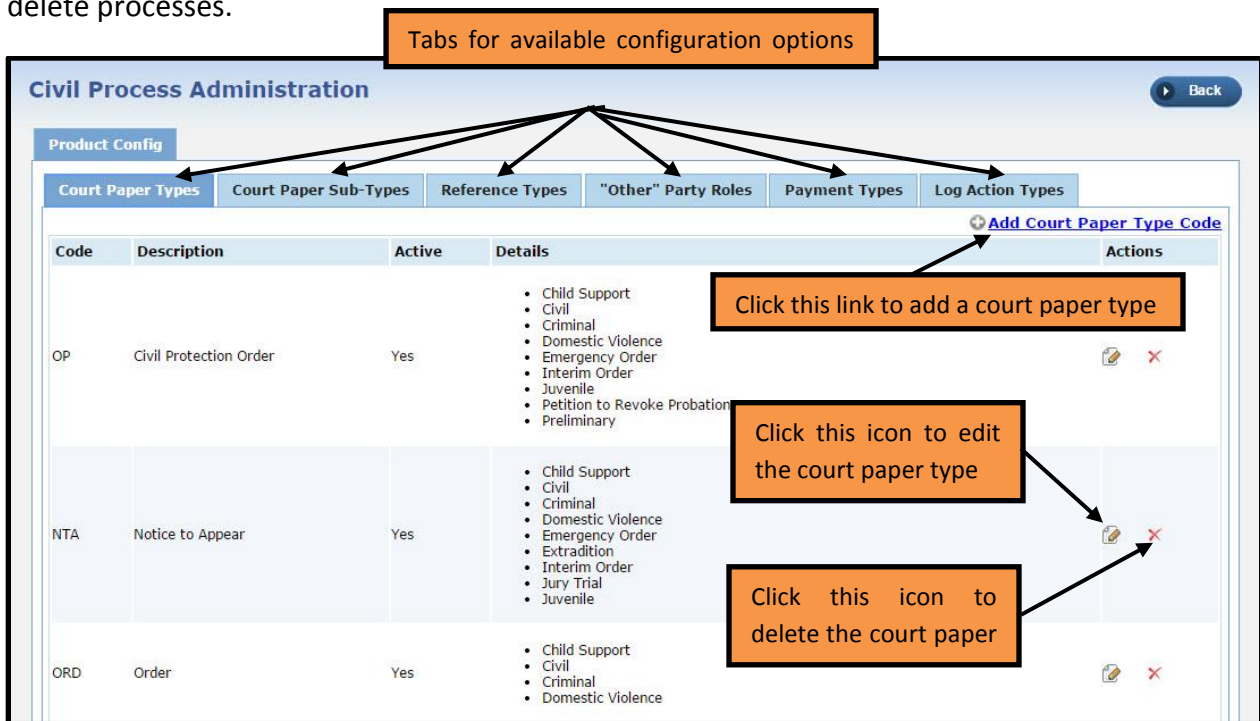 delete processes.
Tabs for available configuration options
Civil Process Administration
Back
Product Config
Court Paper Types
Court Paper Sub-Types
Reference Types
"Other" Party Roles
Payment Types
Log Action Types
Add Court Paper Type Code
Code Description Active Details Actions
Click this link to add a court paper type
OP Civil Protection Order Yes
• Child Support
• Civil
• Criminal
• Domestic Violence
• Emergency Order
• Interim Order
• Juvenile
• Petition to Revoke Probation
• Preliminary
Click this icon to edit
the court paper type
NTA Notice to Appear Yes
• Child Support
• Civil
• Criminal
• Domestic Violence
• Emergency Order
• Extradition
• Interim Order
• Jury Trial
• Juvenile
Click this icon to
delete the court paper
ORD Order Yes
• Child Support
• Civil
• Criminal
• Domestic Violence